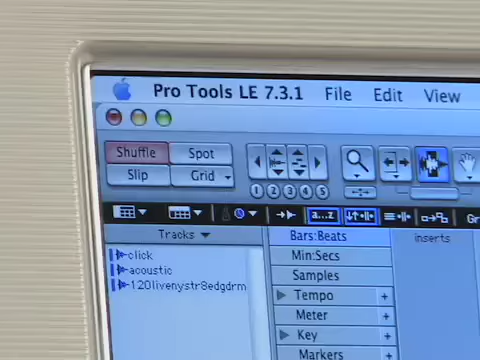 Pro Tools LE 7.3.1 File Edit View
Shuffle Spot
Slip Grid
1 2 3 4 5
a...z Gr
Tracks
Bars:Beats inserts
click Min:Secs
acoustic Samples
120livenystr8edgdrm Tempo +
Meter +
Key +
Markers +